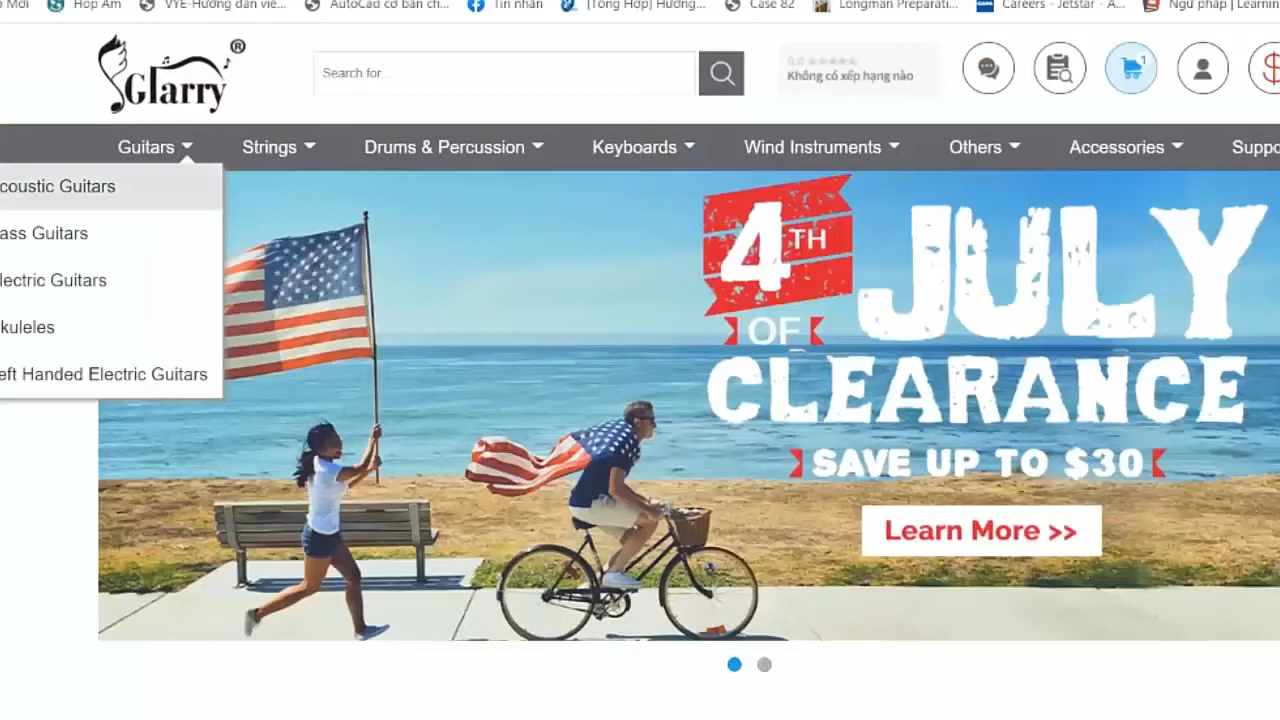 Mới
Hợp Âm
VYE-Hướng dẫn viê...
AutoCad cơ bản ch...
Tin nhắn
[Tổng Hợp] Hướng...
Case 82
Longman Preparati...
Careers - Jetstar - A...
Ngữ pháp | Learnin
Glarry®
Search for...
0.0
Không có xếp hạng nào
1
$
Guitars
Strings
Drums & Percussion
Keyboards
Wind Instruments
Others
Accessories
Suppo
coustic Guitars
ass Guitars
lectric Guitars
kuleles
eft Handed Electric Guitars
4TH
JULY
OF
CLEARANCE
SAVE UP TO $30
Learn More >>